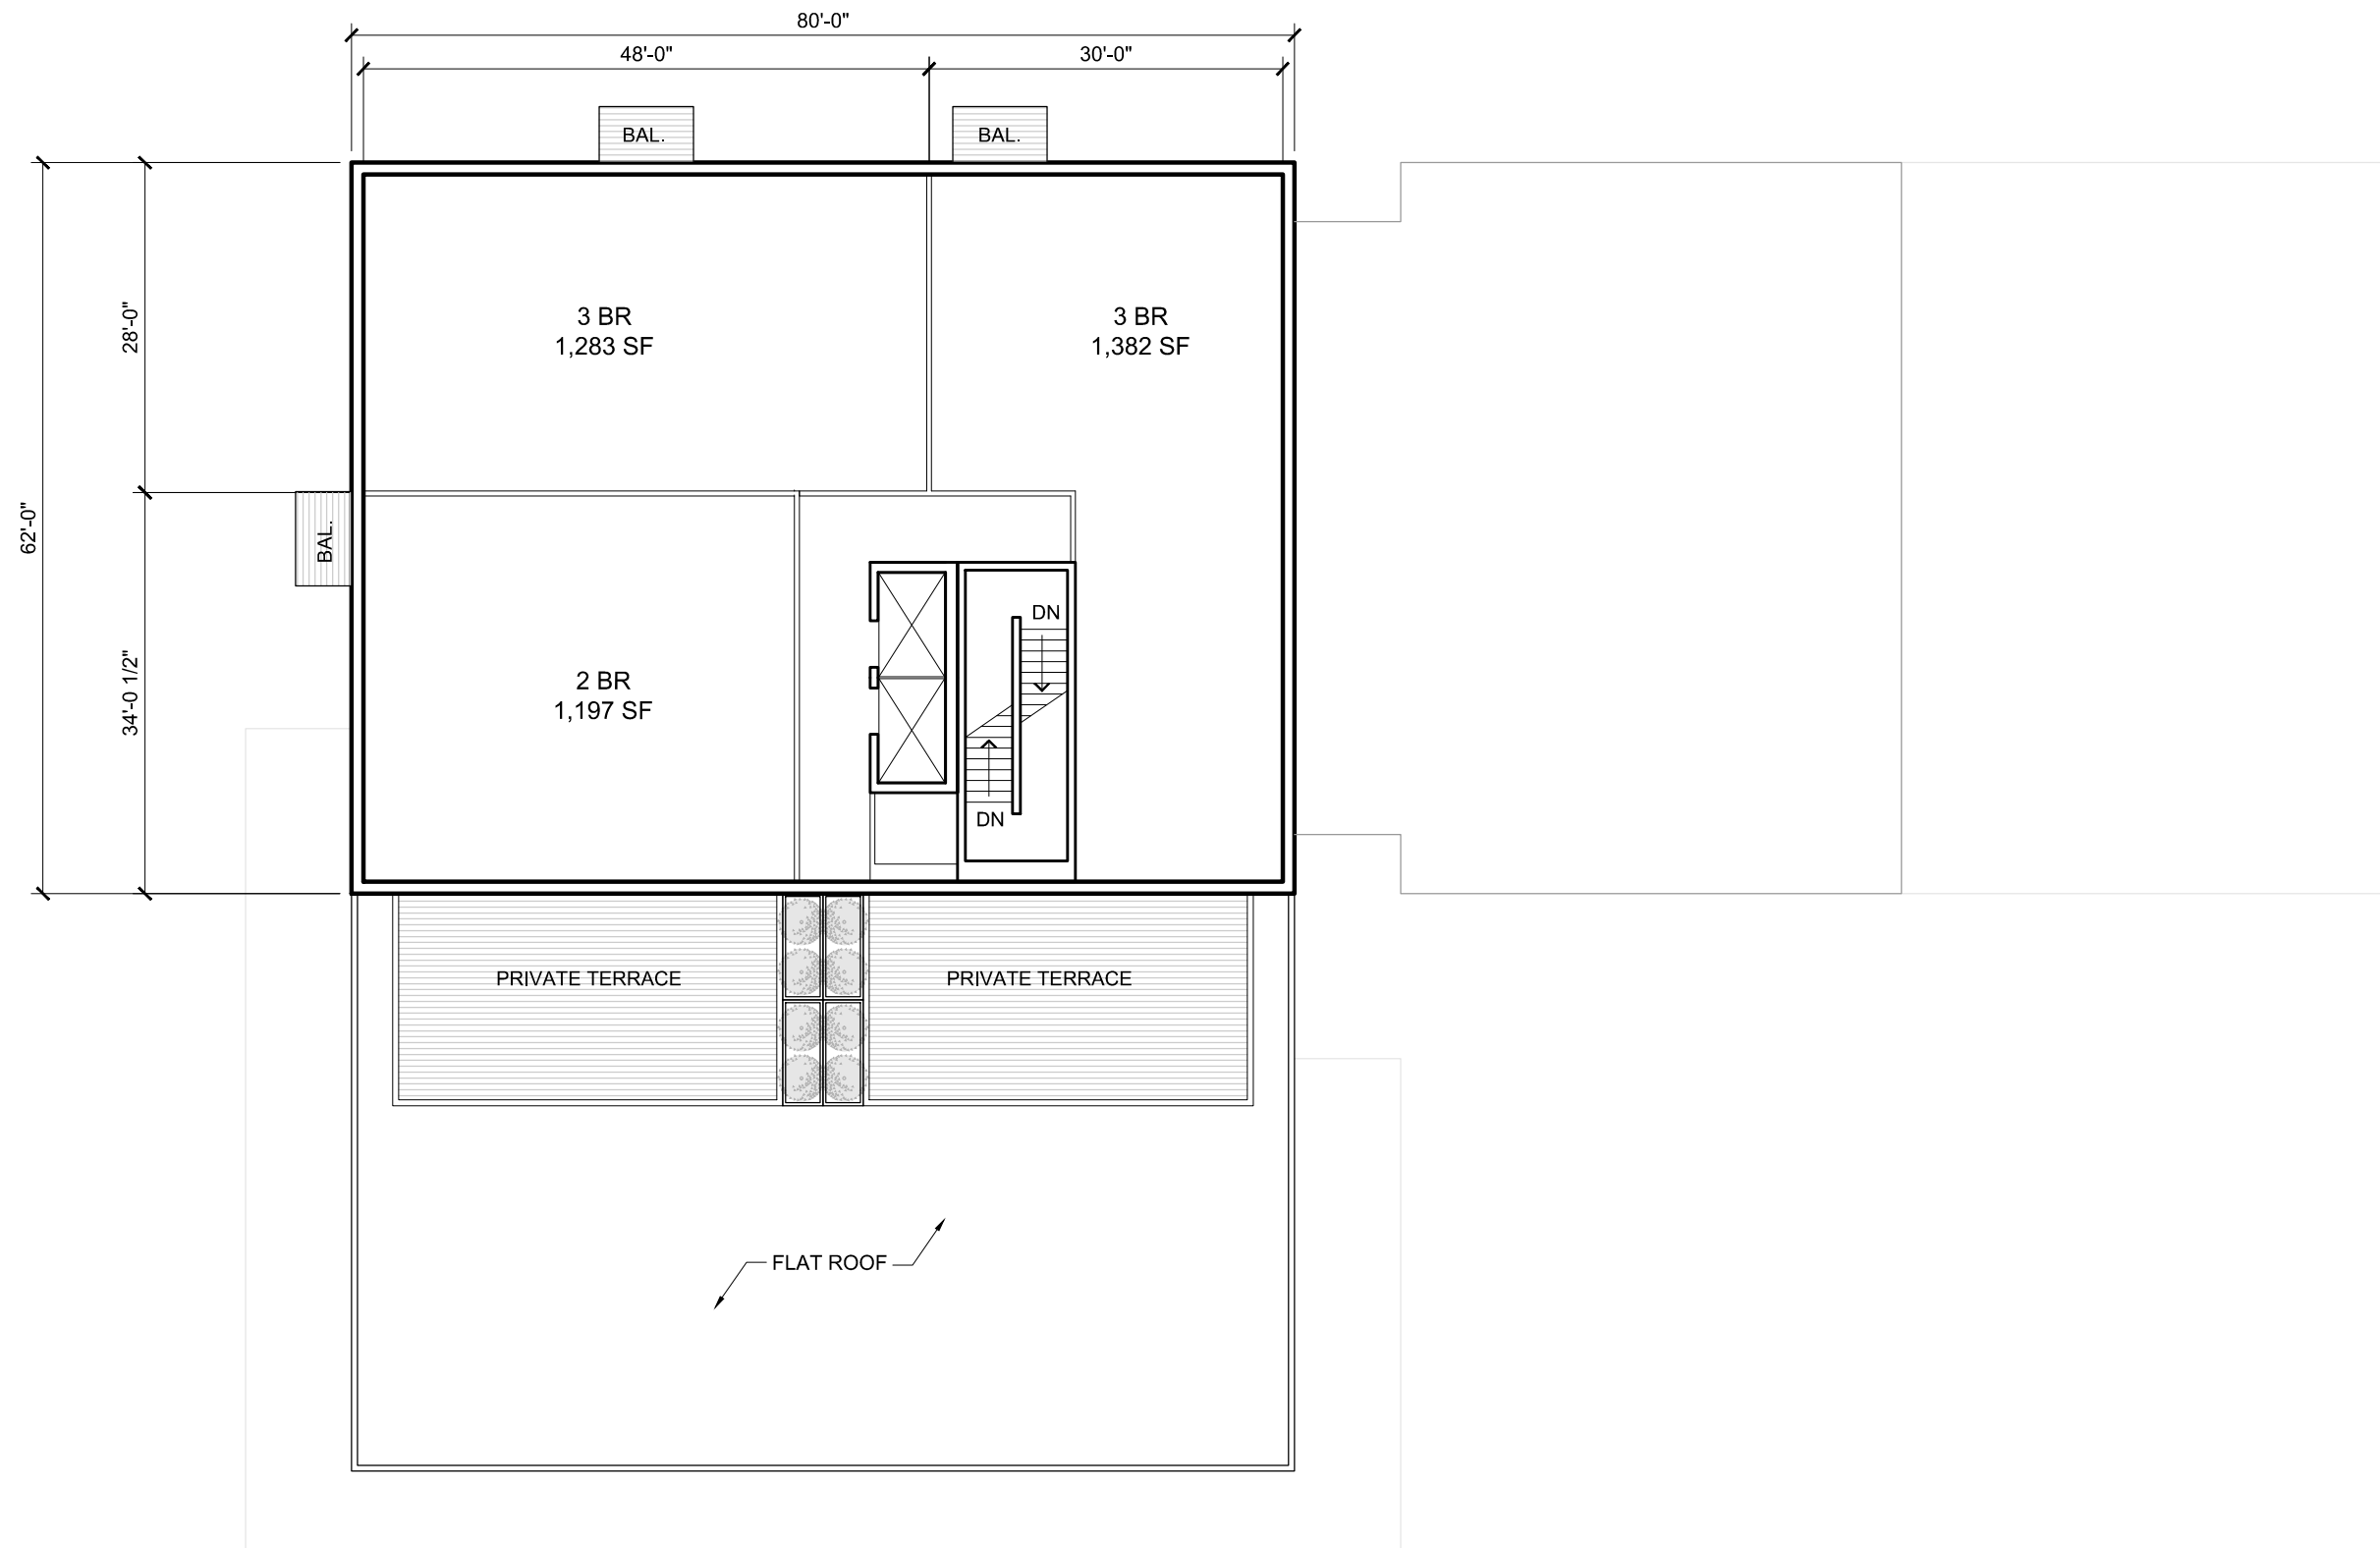 80'-0"
48'-0"
30'-0"
BAL.
BAL.
28'-0"
62'-0"
34'-0 1/2"
BAL.
3 BR
1,283 SF
3 BR
1,382 SF
2 BR
1,197 SF
DN
DN
PRIVATE TERRACE
PRIVATE TERRACE
FLAT ROOF